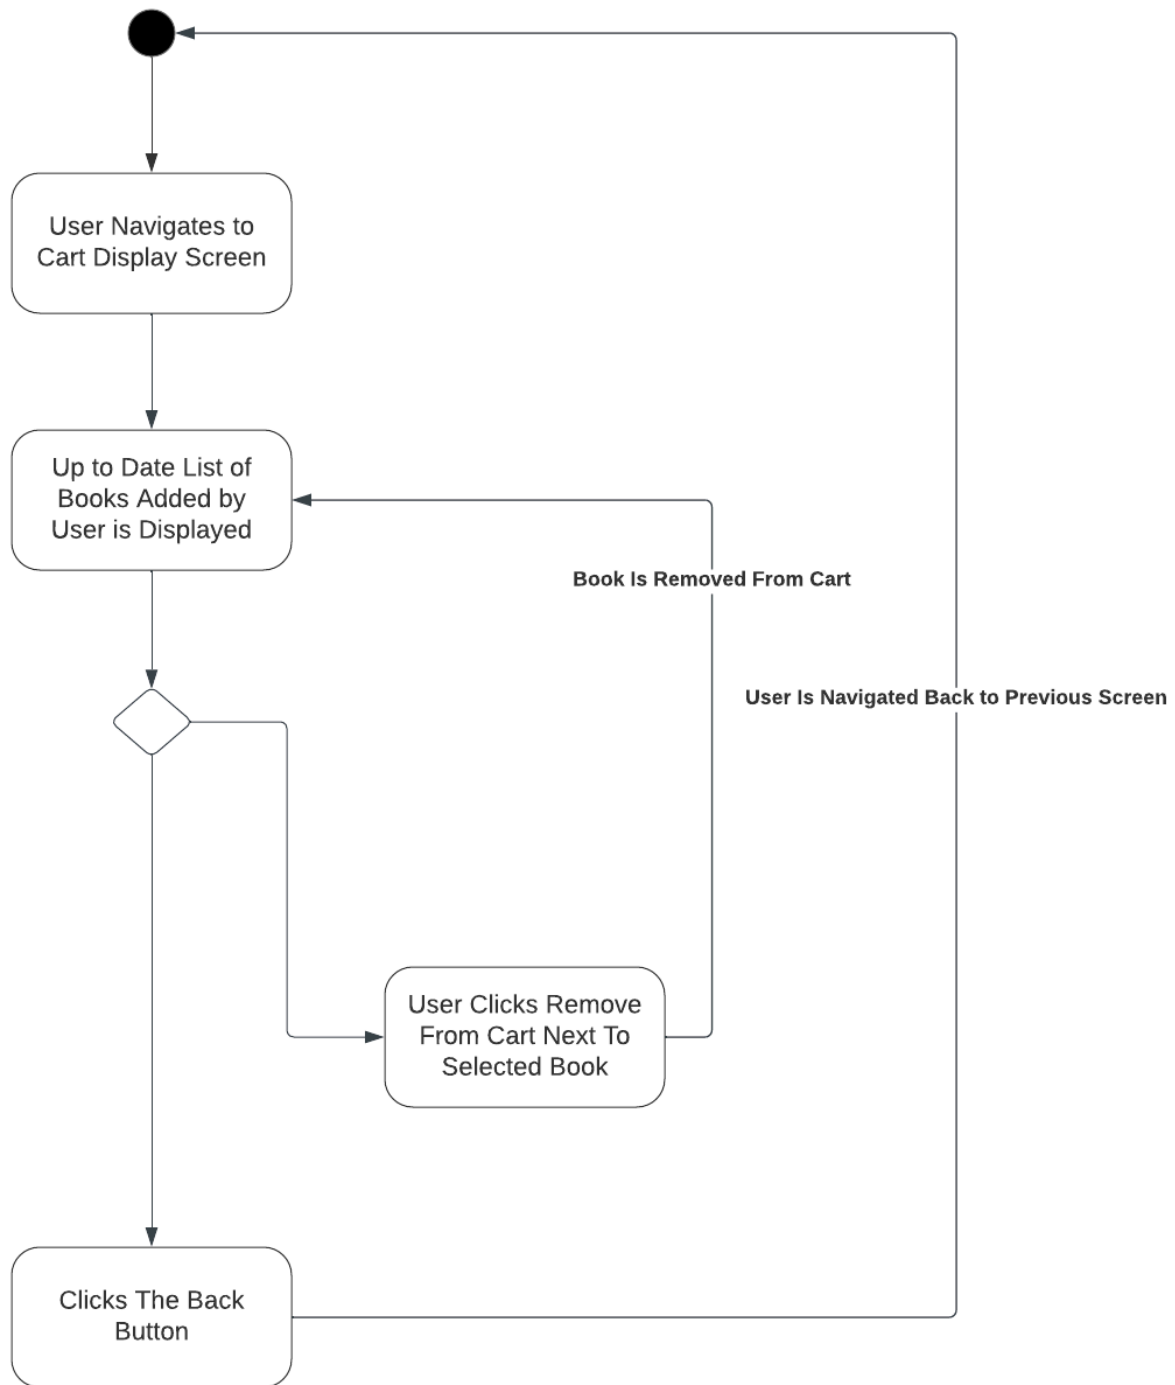 User Navigates to
Cart Display Screen
Up to Date List of
Books Added by
User is Displayed
Book Is Removed From Cart
User Is Navigated Back to Previous Screen
User Clicks Remove
From Cart Next To
Selected Book
Clicks The Back
Button